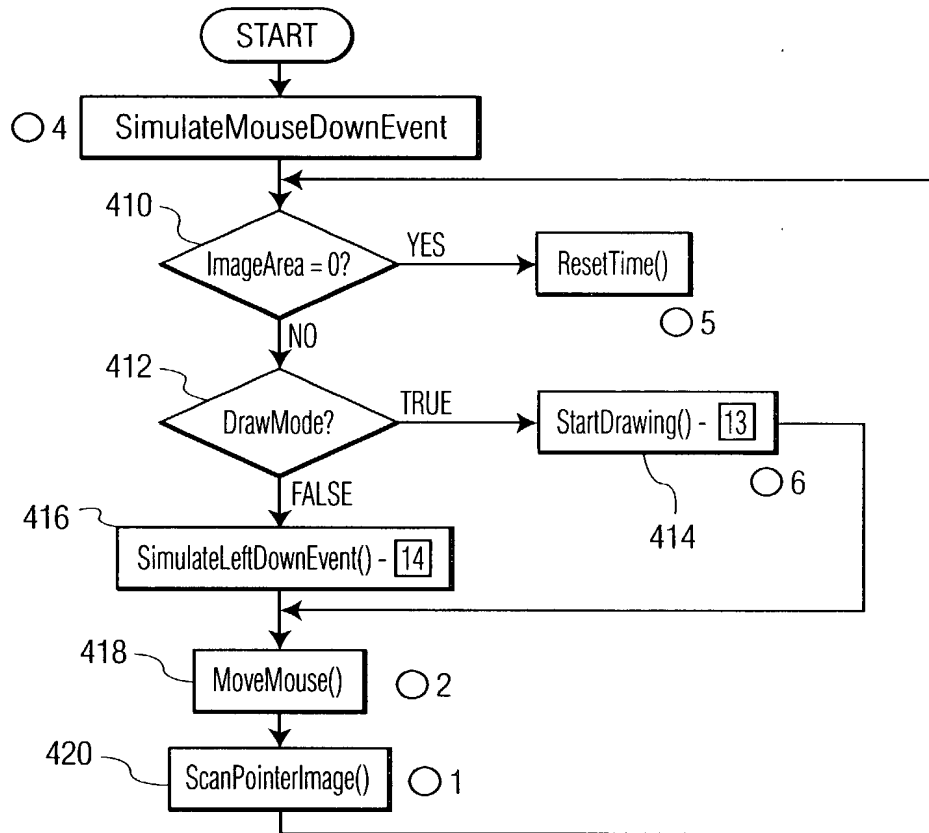 START
4
SimulateMouseDownEvent
410
ImageArea = 0?
YES
ResetTime()
5
NO
412
DrawMode?
TRUE
StartDrawing() - 13
6
414
FALSE
416
SimulateLeftDownEvent() - 14
418
MoveMouse()
2
420
ScanPointerImage()
1